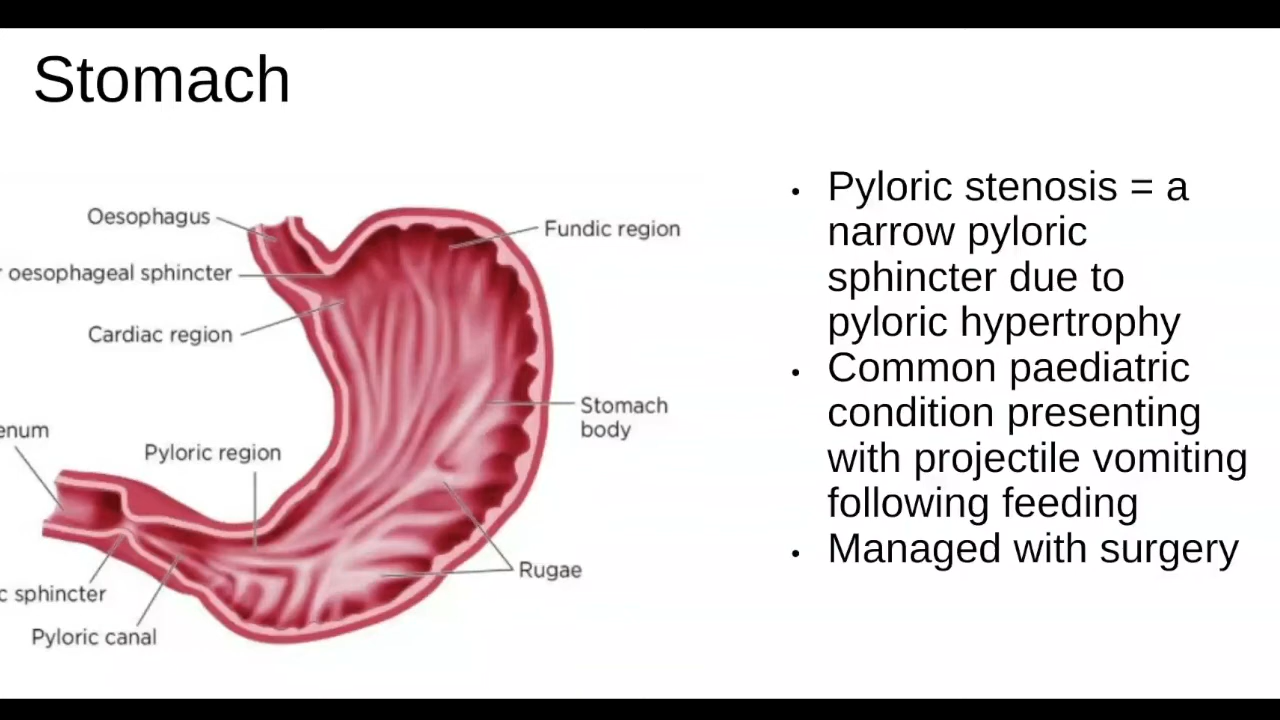 Stomach
Oesophagus
oesophageal sphincter
Cardiac region
Pyloric region
sphincter
Pyloric canal
Fundic region
Stomach
body
Rugae
• Pyloric stenosis = a
narrow pyloric
sphincter due to
pyloric hypertrophy
• Common paediatric
condition presenting
with projectile vomiting
following feeding
• Managed with surgery